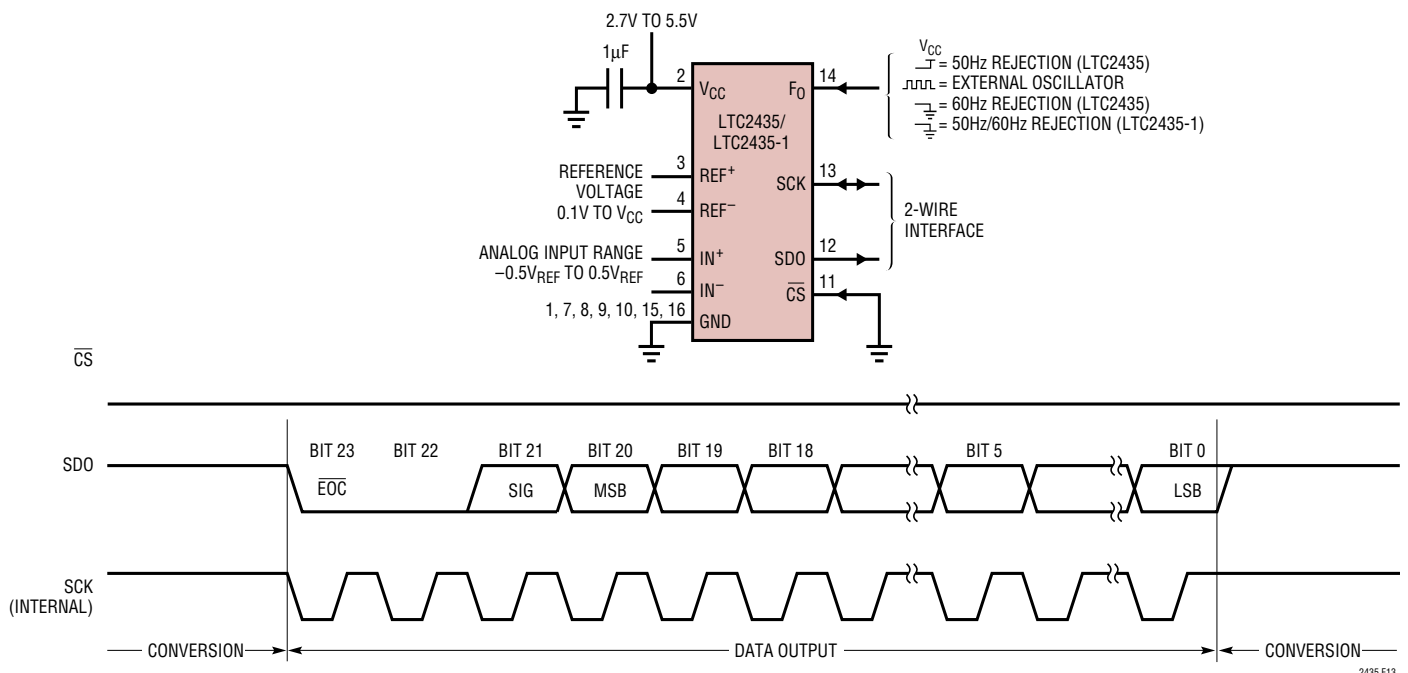 2.7V TO 5.5V
1µF
VCC
= 50Hz REJECTION (LTC2435)
= EXTERNAL OSCILLATOR
= 60Hz REJECTION (LTC2435)
= 50Hz/60Hz REJECTION (LTC2435-1)
2 VCC
FO 14
LTC2435/
LTC2435-1
REFERENCE
VOLTAGE
0.1V TO VCC
3 REF+
4 REF–
SCK 13
2-WIRE
INTERFACE
ANALOG INPUT RANGE
–0.5VREF TO 0.5VREF
5 IN+
6 IN–
SDO 12
CS 11
1, 7, 8, 9, 10, 15, 16 GND
CS
SDO
BIT 23 BIT 22 BIT 21 BIT 20 BIT 19 BIT 18 BIT 5 BIT 0
EOC SIG MSB LSB
SCK
(INTERNAL)
CONVERSION DATA OUTPUT CONVERSION
2435 F13